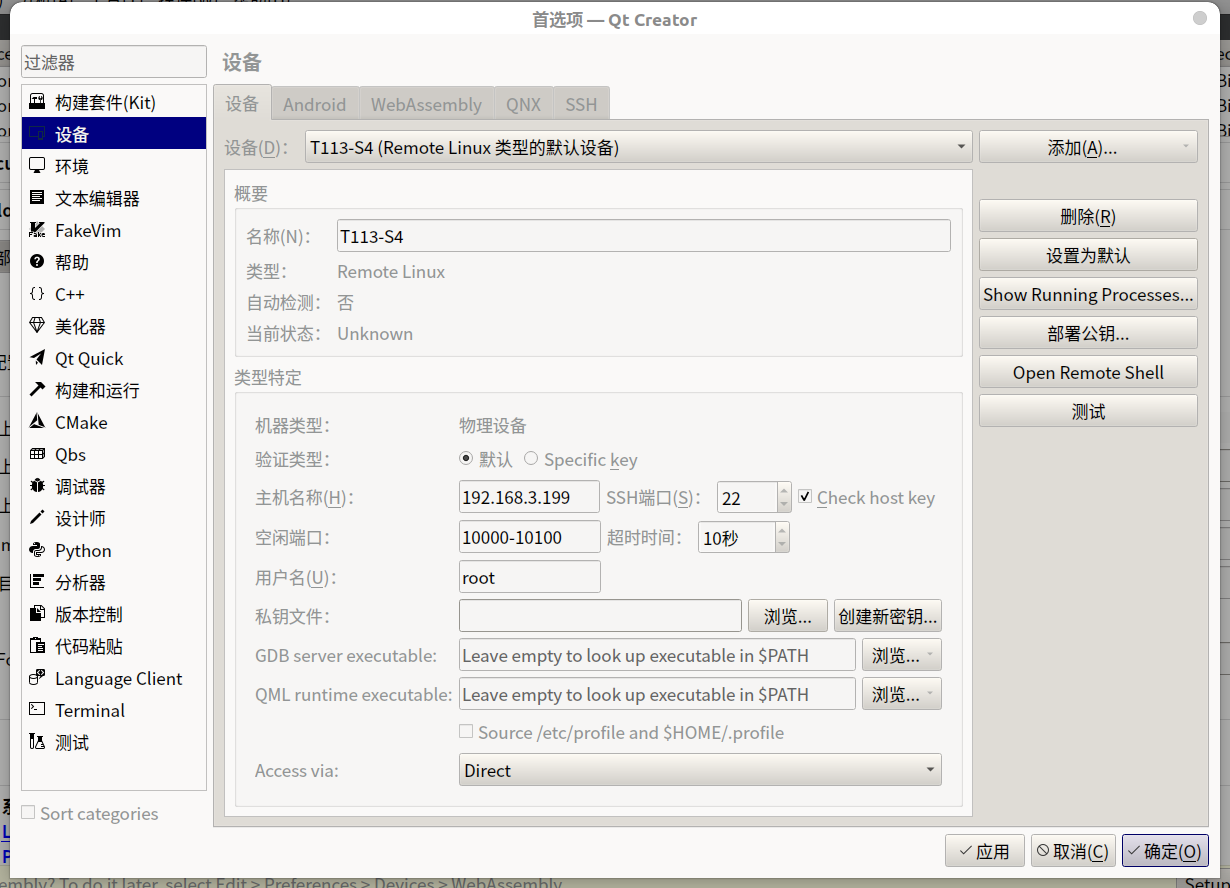 首选项 — Qt Creator
过滤器
构建套件(Kit)
设备
环境
文本编辑器
FakeVim
帮助
C++
美化器
Qt Quick
构建和运行
CMake
Qbs
调试器
设计师
Python
分析器
版本控制
代码粘贴
Language Client
Terminal
测试
Sort categories
设备
设备 Android WebAssembly QNX SSH
设备(D)： T113-S4 (Remote Linux 类型的默认设备) 添加(A)...
概要
名称(N)： T113-S4
类型： Remote Linux
自动检测： 否
当前状态： Unknown
类型特定
机器类型： 物理设备
验证类型： 默认 Specific key
主机名称(H)： 192.168.3.199 SSH端口(S)： 22 Check host key
空闲端口： 10000-10100 超时时间： 10秒
用户名(U)： root
私钥文件： 浏览... 创建新密钥...
GDB server executable: Leave empty to look up executable in $PATH 浏览...
QML runtime executable: Leave empty to look up executable in $PATH 浏览...
Source /etc/profile and $HOME/.profile
Access via: Direct
删除(R)
设置为默认
Show Running Processes...
部署公钥...
Open Remote Shell
测试
应用 取消(C) 确定(O)
embly? To do it later, select Edit > Preferences > Devices > WebAssembly.